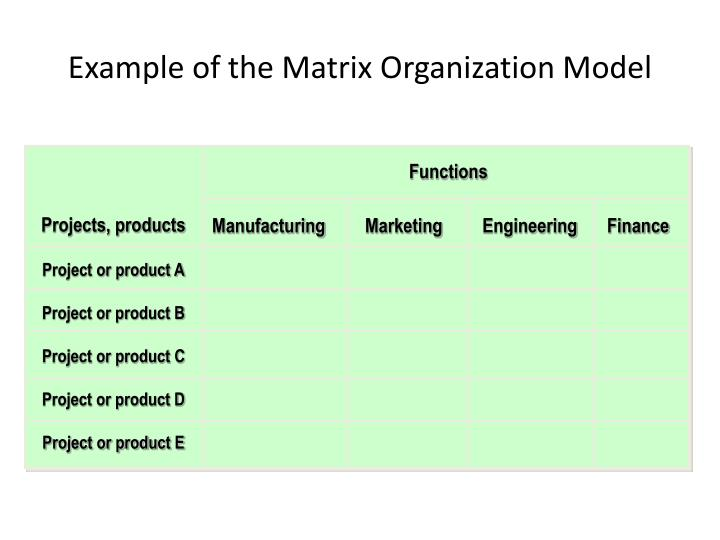 Example of the Matrix Organization Model
Functions
Projects, products Manufacturing Marketing Engineering Finance
Project or product A
Project or product B
Project or product C
Project or product D
Project or product E